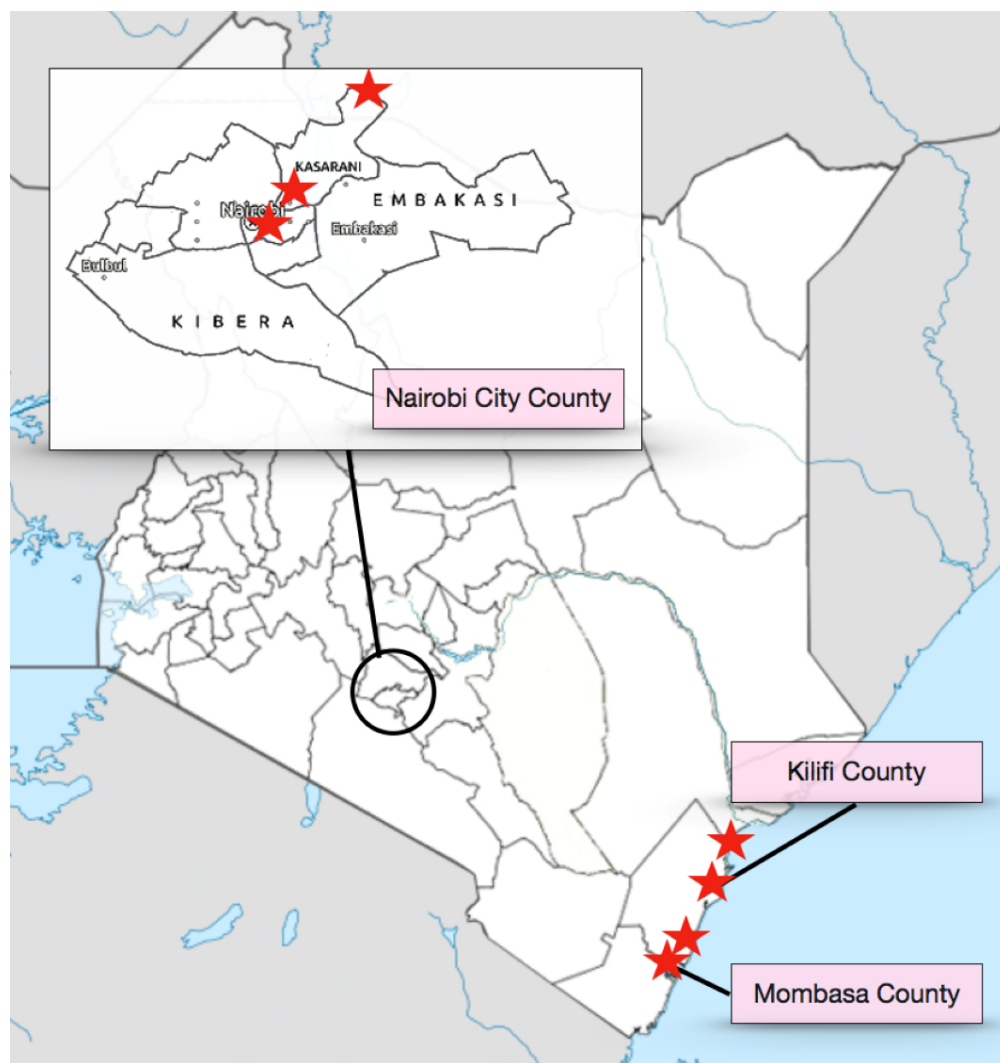 KASARANI
EMBAKASI
Nairobi
Embakasi
Bulbul
KIBERA
Nairobi City County
Kilifi County
Mombasa County